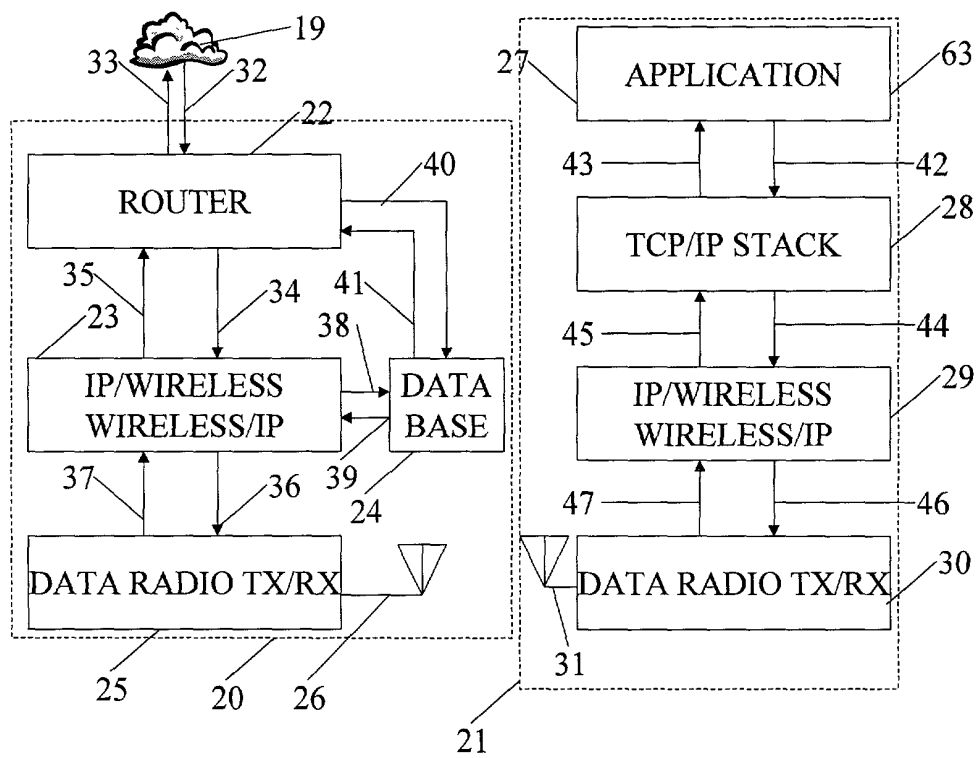 19
33
32
22
40
ROUTER
35
34
41
38
23
IP/WIRELESS
WIRELESS/IP
DATA
BASE
37
36
39
24
DATA RADIO TX/RX
25
20
26
27
63
APPLICATION
43
42
28
TCP/IP STACK
45
44
29
IP/WIRELESS
WIRELESS/IP
47
46
DATA RADIO TX/RX
30
31
21